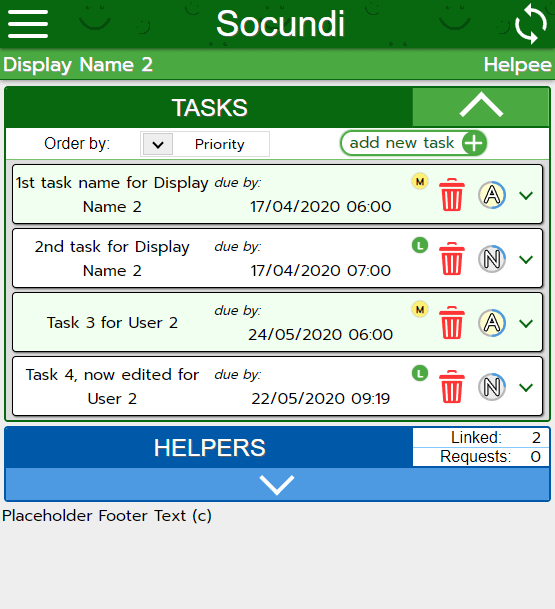 Socundi
Display Name 2 Helpee
TASKS
Order by: Priority add new task
1st task name for Display due by: M
Name 2 17/04/2020 06:00 A
2nd task for Display due by: L
Name 2 17/04/2020 07:00 N
Task 3 for User 2 due by: M
24/05/2020 06:00 A
Task 4, now edited for due by: L
User 2 22/05/2020 09:19 N
HELPERS Linked: 2
Requests: 0
Placeholder Footer Text (c)